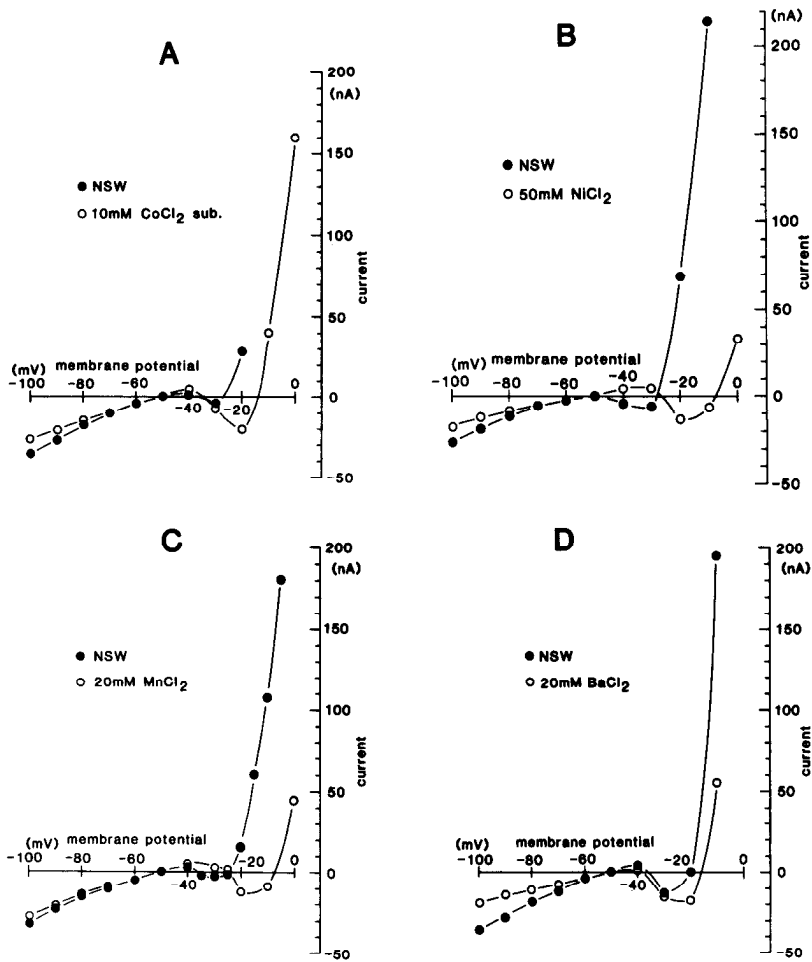 A
200
(nA)
● NSW
○ 10mM CoCl2 sub.
150
100
50
current
(mV) membrane potential
-100 -80 -60 -40 -20 0
0
-50
B
200
(nA)
● NSW
○ 50mM NiCl2
150
100
50
current
(mV) membrane potential
-100 -80 -60 -40 -20 0
0
-50
C
200
(nA)
● NSW
○ 20mM MnCl2
150
100
50
current
(mV) membrane potential
-100 -80 -60 -40 -20 0
0
-50
D
200
(nA)
● NSW
○ 20mM BaCl2
150
100
50
current
(mV) membrane potential
-100 -80 -60 -40 -20 0
0
-50